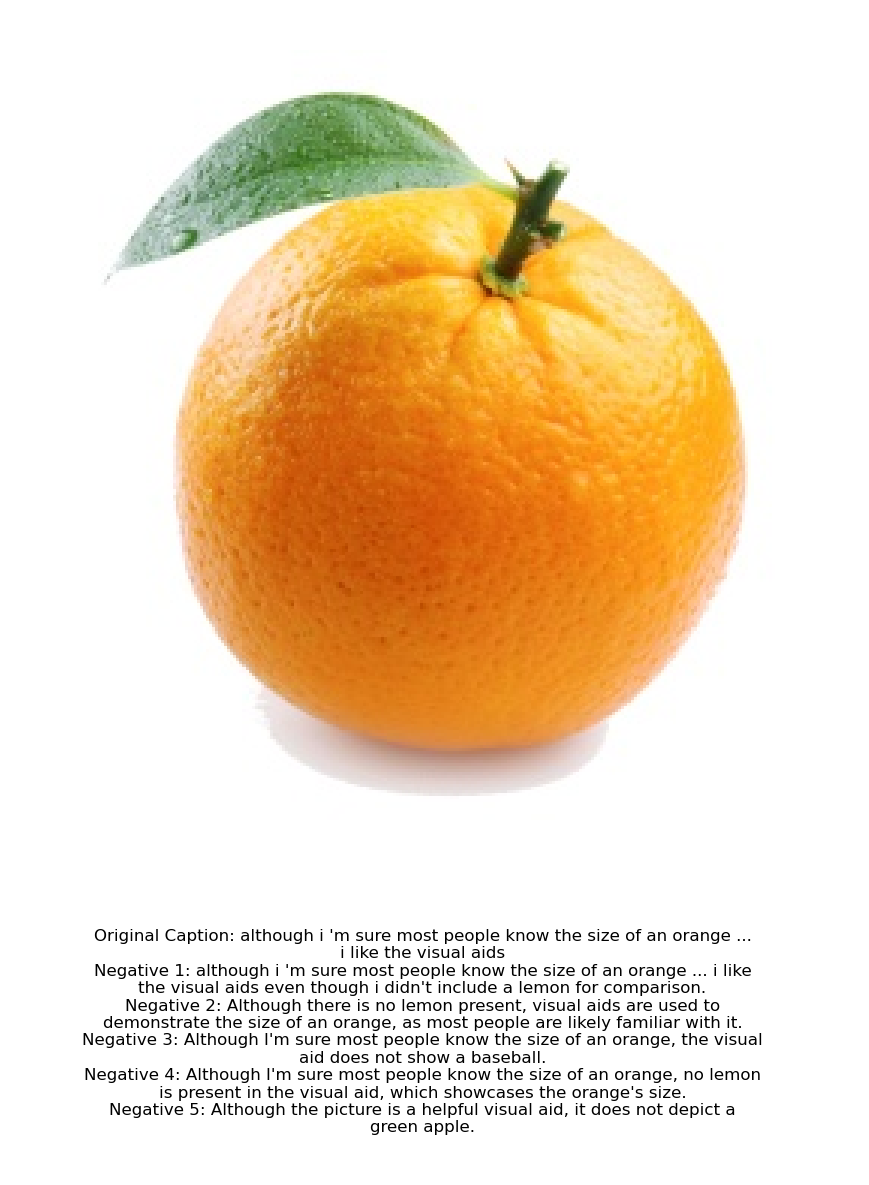 Original Caption: although i 'm sure most people know the size of an orange ...
i like the visual aids
Negative 1: although i 'm sure most people know the size of an orange ... i like
the visual aids even though i didn't include a lemon for comparison.
Negative 2: Although there is no lemon present, visual aids are used to
demonstrate the size of an orange, as most people are likely familiar with it.
Negative 3: Although I'm sure most people know the size of an orange, the visual
aid does not show a baseball.
Negative 4: Although I'm sure most people know the size of an orange, no lemon
is present in the visual aid, which showcases the orange's size.
Negative 5: Although the picture is a helpful visual aid, it does not depict a
green apple.